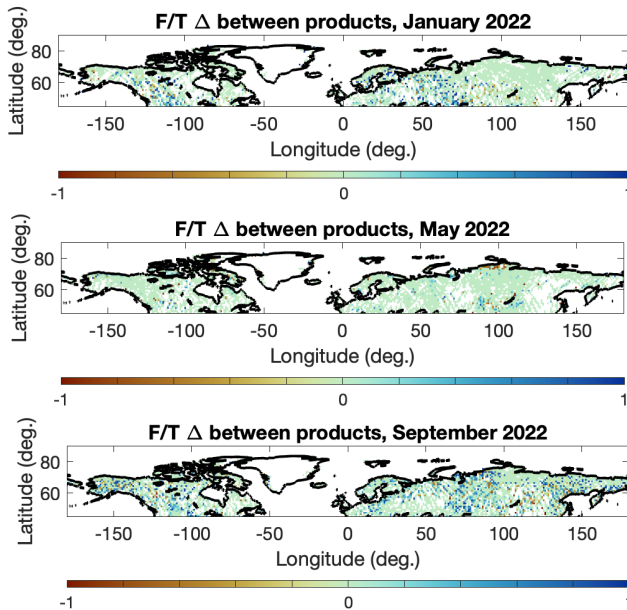 F/T Δ between products, January 2022
80
60
Latitude (deg.)
-150 -100 -50 0 50 100 150
Longitude (deg.)
-1 0 1
F/T Δ between products, May 2022
80
60
Latitude (deg.)
-150 -100 -50 0 50 100 150
Longitude (deg.)
-1 0 1
F/T Δ between products, September 2022
80
60
Latitude (deg.)
-150 -100 -50 0 50 100 150
Longitude (deg.)
-1 0 1